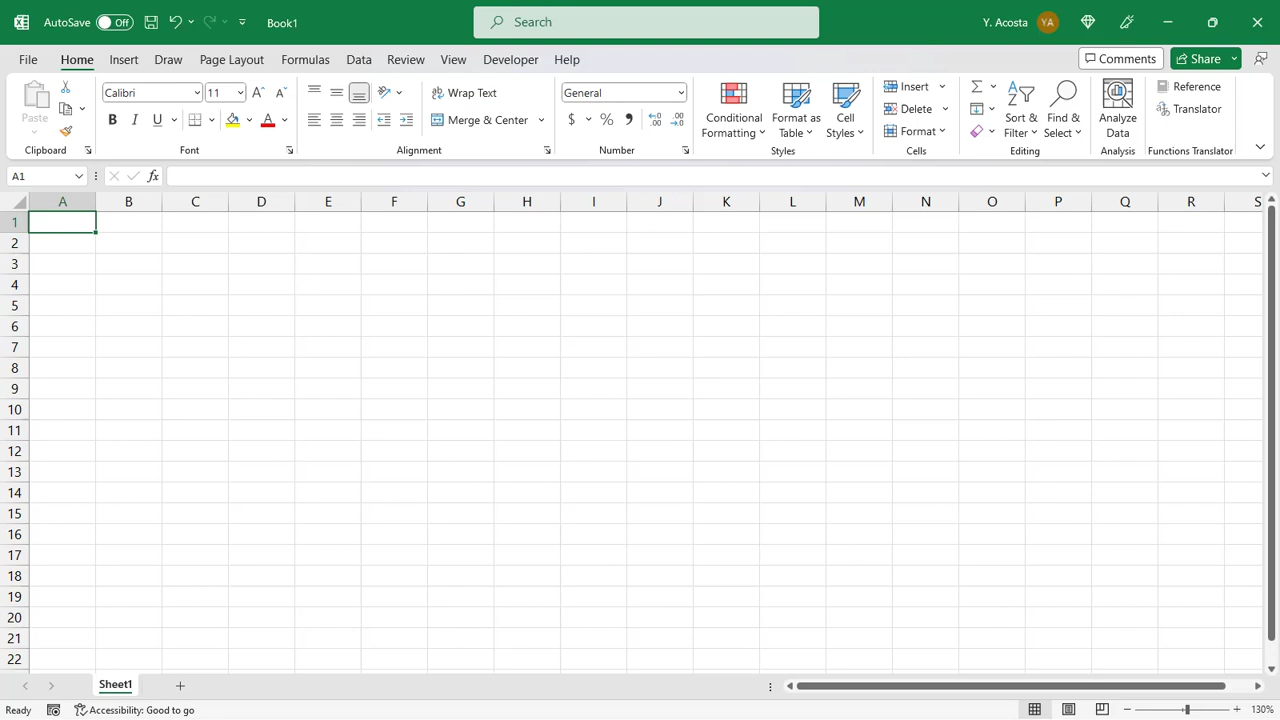 AutoSave Off Book1 Search Y. Acosta YA
File Home Insert Draw Page Layout Formulas Data Review View Developer Help Comments Share
Paste
Clipboard
Calibri 11
B I U A
Font
Wrap Text
Merge & Center
Alignment
General
$ % 9
Number
Conditional Formatting
Format as Table
Cell Styles
Styles
Insert
Delete
Format
Cells
Sort & Filter
Find & Select
Editing
Analyze Data
Analysis
Reference
Translator
Functions Translator
A1 fx
A B C D E F G H I J K L M N O P Q R S
1
2
3
4
5
6
7
8
9
10
11
12
13
14
15
16
17
18
19
20
21
22
Sheet1
Ready Accessibility: Good to go 130%